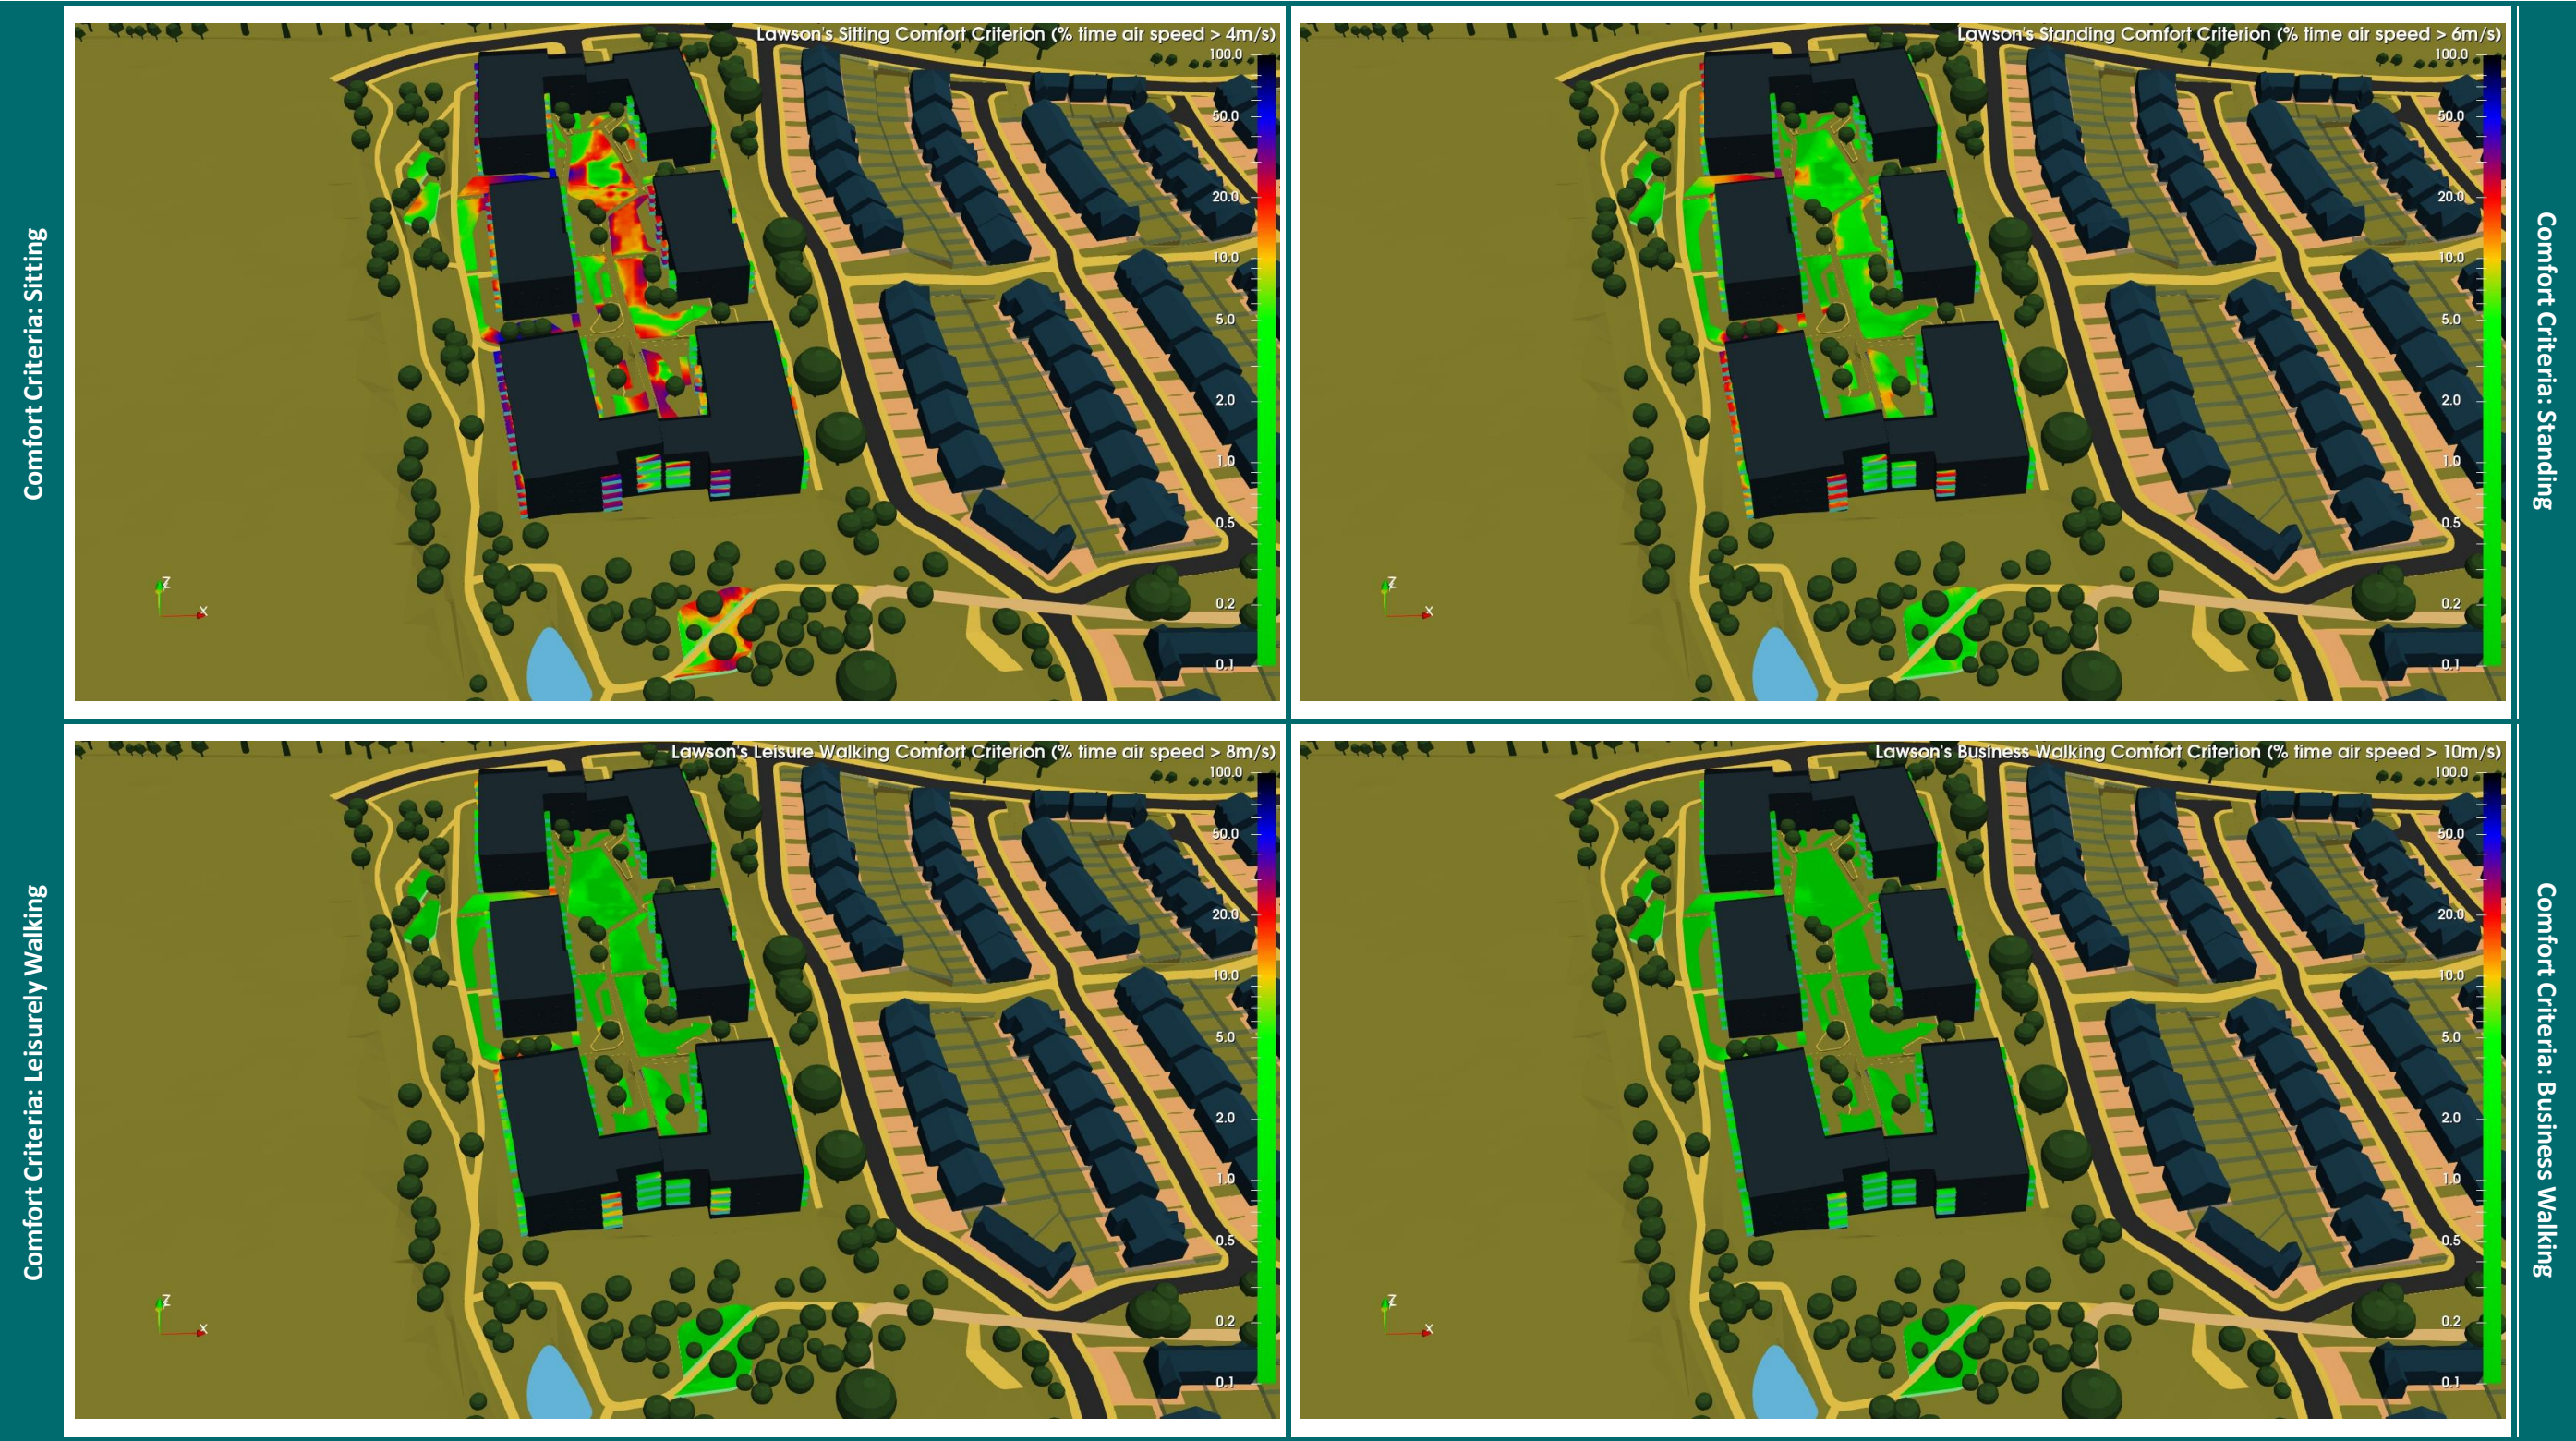 Comfort Criteria: Sitting
Lawson's Sitting Comfort Criterion (% time air speed > 4m/s)
100.0
50.0
20.0
10.0
5.0
2.0
1.0
0.5
0.2
0.1
Z
X
Lawson's Standing Comfort Criterion (% time air speed > 6m/s)
100.0
50.0
20.0
10.0
5.0
2.0
1.0
0.5
0.2
0.1
Z
X
Comfort Criteria: Standing
Comfort Criteria: Leisurely Walking
Lawson's Leisure Walking Comfort Criterion (% time air speed > 8m/s)
100.0
50.0
20.0
10.0
5.0
2.0
1.0
0.5
0.2
0.1
Z
X
Lawson's Business Walking Comfort Criterion (% time air speed > 10m/s)
100.0
50.0
20.0
10.0
5.0
2.0
1.0
0.5
0.2
0.1
Z
X
Comfort Criteria: Business Walking